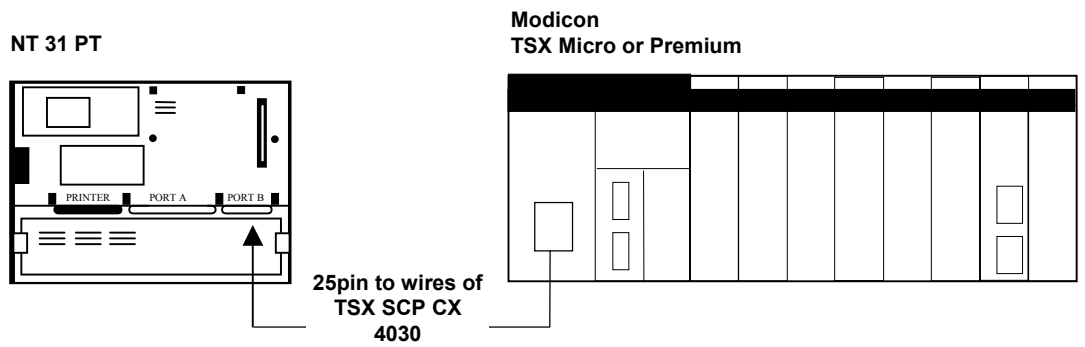 NT 31 PT
Modicon
TSX Micro or Premium
PRINTER
PORT A
PORT B
25pin to wires of
TSX SCP CX
4030